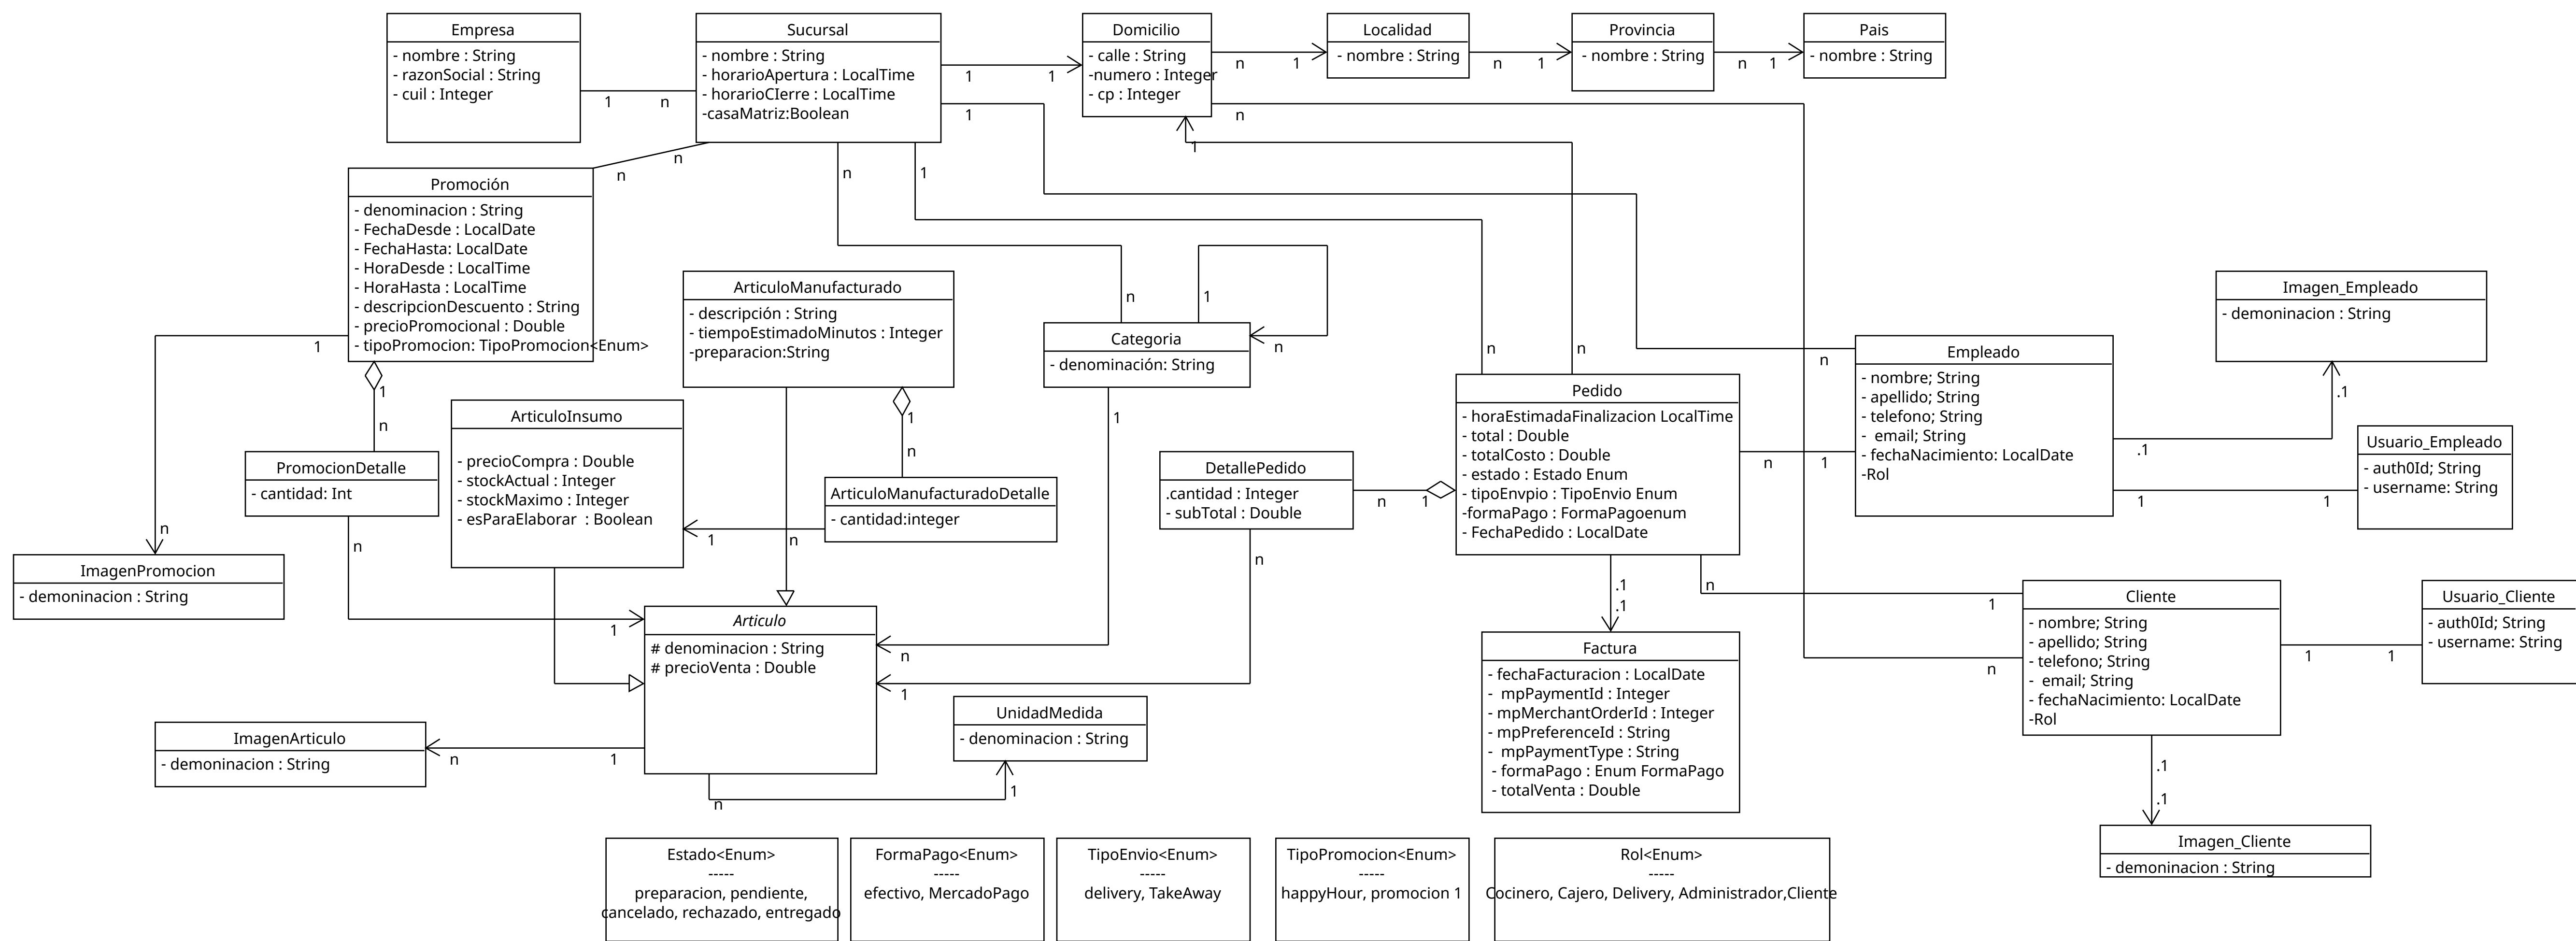 Empresa
- nombre : String
- razonSocial : String
- cuil : Integer
1
n
Sucursal
- nombre : String
- horarioApertura : LocalTime
- horarioCIerre : LocalTime
-casaMatriz:Boolean
1
1
1
Domicilio
- calle : String
-numero : Integer
- cp : Integer
n
1
n
1
Localidad
- nombre : String
n
1
Provincia
- nombre : String
n
1
Pais
- nombre : String
n
n
n
1
Promoción
- denominacion : String
- FechaDesde : LocalDate
- FechaHasta: LocalDate
- HoraDesde : LocalTime
- HoraHasta : LocalTime
- descripcionDescuento : String
- precioPromocional : Double
- tipoPromocion: TipoPromocion<Enum>
1
1
n
n
ArticuloManufacturado
- descripción : String
- tiempoEstimadoMinutos : Integer
-preparacion:String
1
n
n
1
n
Categoria
- denominación: String
1
n
n
n
Imagen_Empleado
- demoninacion : String
.1
Empleado
- nombre; String
- apellido; String
- telefono; String
-  email; String
- fechaNacimiento: LocalDate
-Rol
.1
1
1
Usuario_Empleado
- auth0Id; String
- username: String
Pedido
- horaEstimadaFinalizacion LocalTime
- total : Double
- totalCosto : Double
- estado : Estado Enum
- tipoEnvpio : TipoEnvio Enum
-formaPago : FormaPagoenum
- FechaPedido : LocalDate
n
1
n
1
DetallePedido
.cantidad : Integer
- subTotal : Double
n
ArticuloInsumo
- precioCompra : Double
- stockActual : Integer
- stockMaximo : Integer
- esParaElaborar  : Boolean
1
n
ArticuloManufacturadoDetalle
- cantidad:integer
PromocionDetalle
- cantidad: Int
n
ImagenPromocion
- demoninacion : String
.1
.1
n
1
n
Cliente
- nombre; String
- apellido; String
- telefono; String
-  email; String
- fechaNacimiento: LocalDate
-Rol
1
1
Usuario_Cliente
- auth0Id; String
- username: String
1
Articulo
# denominacion : String
# precioVenta : Double
n
1
Factura
- fechaFacturacion : LocalDate
-  mpPaymentId : Integer
- mpMerchantOrderId : Integer
- mpPreferenceId : String
-  mpPaymentType : String
- formaPago : Enum FormaPago
- totalVenta : Double
UnidadMedida
- denominacion : String
ImagenArticulo
- demoninacion : String
n
1
n
1
.1
.1
Imagen_Cliente
- demoninacion : String
Estado<Enum>
-----
preparacion, pendiente,
cancelado, rechazado, entregado
FormaPago<Enum>
-----
efectivo, MercadoPago
TipoEnvio<Enum>
-----
delivery, TakeAway
TipoPromocion<Enum>
-----
happyHour, promocion 1
Rol<Enum>
-----
Cocinero, Cajero, Delivery, Administrador,Cliente